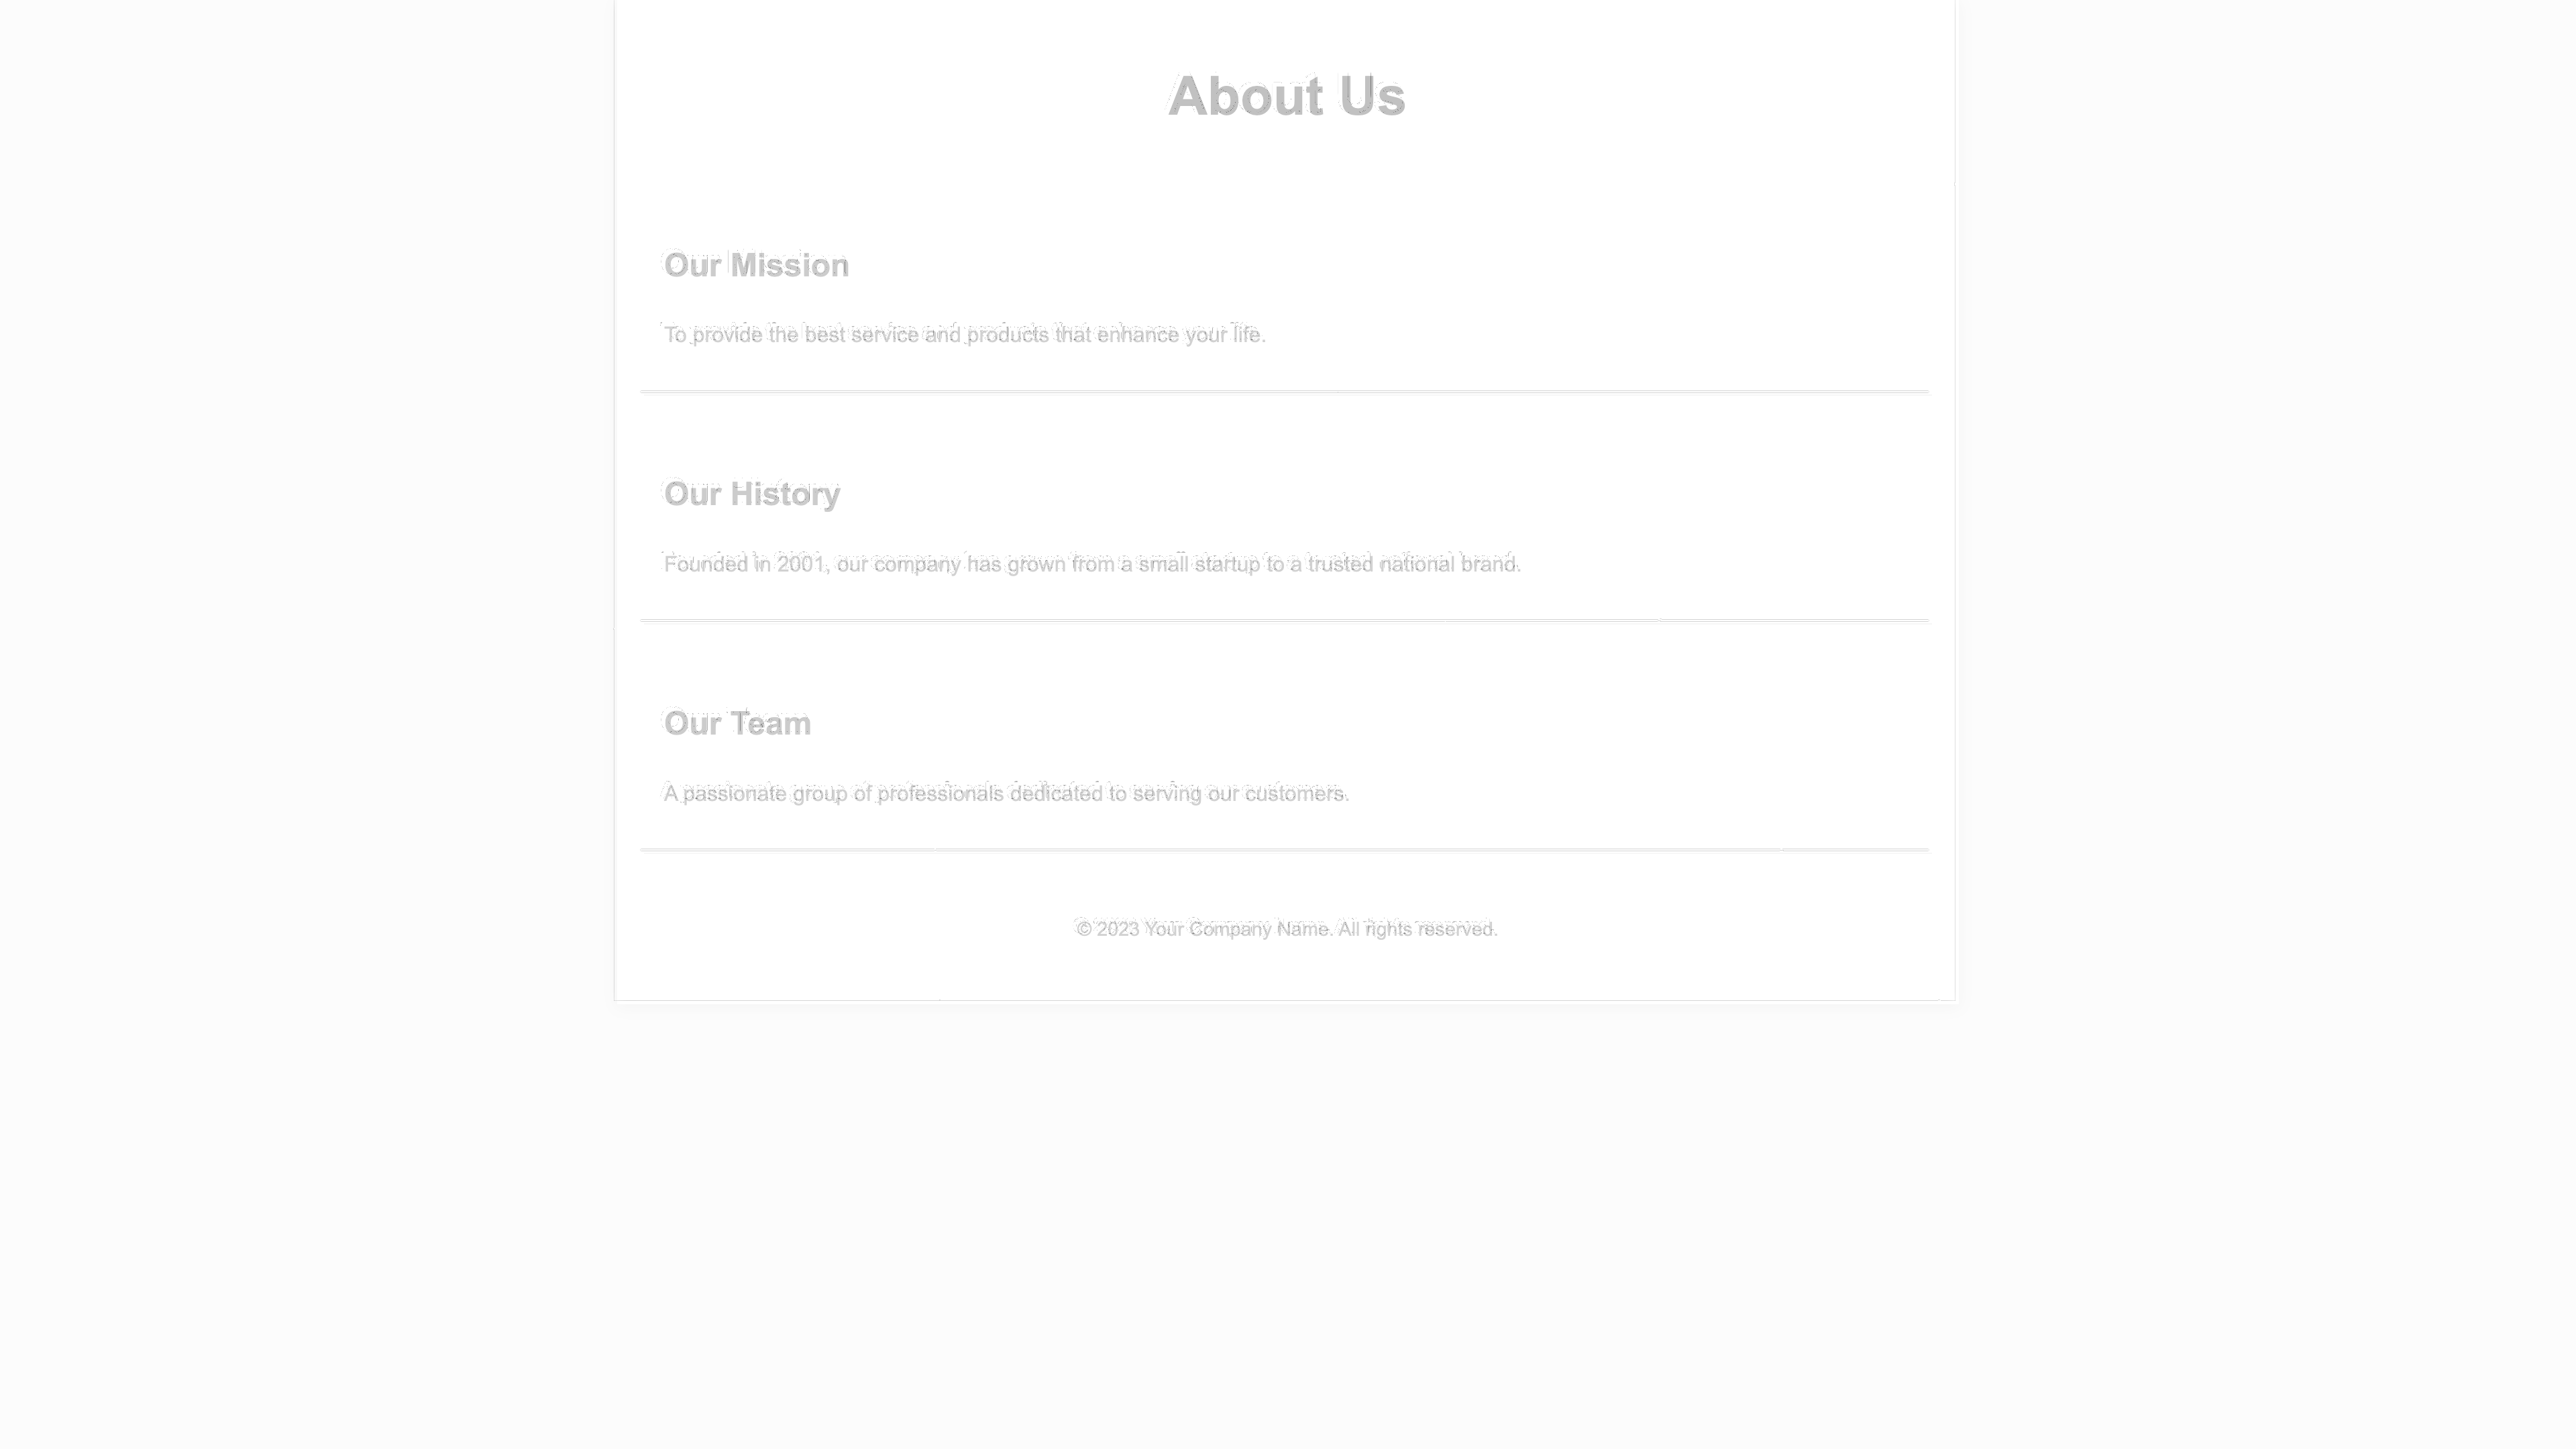 About Us
Our Mission
To provide the best service and products that enhance your life.
Our History
Founded in 2001, our company has grown from a small startup to a trusted national brand.
Our Team
A passionate group of professionals dedicated to serving our customers.
© 2023 Your Company Name. All rights reserved.